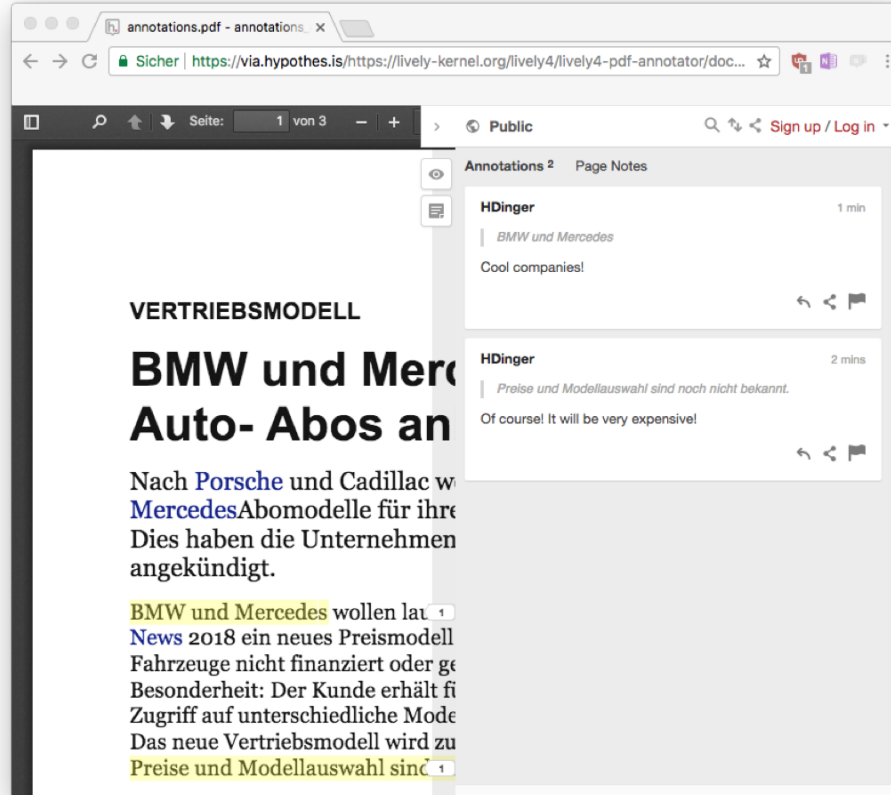 annotations.pdf - annotations_
Sicher | https://via.hypothes.is/https://lively-kernel.org/lively4/lively4-pdf-annotator/doc...
Seite: 1 von 3
Public
Sign up / Log in
Annotations 2 Page Notes
HDinger 1 min
BMW und Mercedes
Cool companies!
HDinger 2 mins
Preise und Modellauswahl sind noch nicht bekannt.
Of course! It will be very expensive!
VERTRIEBSMODELL
BMW und Merc
Auto- Abos an
Nach Porsche und Cadillac w
MercedesAbomodelle für ihre
Dies haben die Unternehmen
angekündigt.
BMW und Mercedes wollen lau 1
News 2018 ein neues Preismodell
Fahrzeuge nicht finanziert oder ge
Besonderheit: Der Kunde erhält fü
Zugriff auf unterschiedliche Mode
Das neue Vertriebsmodell wird zu
Preise und Modellauswahl sind 1